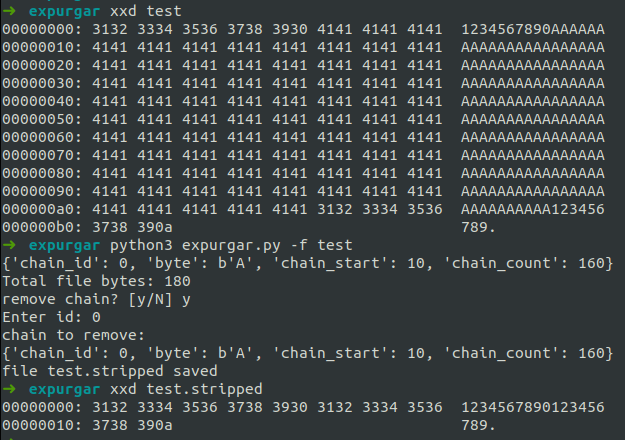 ➜ expurgar xxd test
00000000: 3132 3334 3536 3738 3930 4141 4141 4141  1234567890AAAAAA
00000010: 4141 4141 4141 4141 4141 4141 4141 4141  AAAAAAAAAAAAAAAA
00000020: 4141 4141 4141 4141 4141 4141 4141 4141  AAAAAAAAAAAAAAAA
00000030: 4141 4141 4141 4141 4141 4141 4141 4141  AAAAAAAAAAAAAAAA
00000040: 4141 4141 4141 4141 4141 4141 4141 4141  AAAAAAAAAAAAAAAA
00000050: 4141 4141 4141 4141 4141 4141 4141 4141  AAAAAAAAAAAAAAAA
00000060: 4141 4141 4141 4141 4141 4141 4141 4141  AAAAAAAAAAAAAAAA
00000070: 4141 4141 4141 4141 4141 4141 4141 4141  AAAAAAAAAAAAAAAA
00000080: 4141 4141 4141 4141 4141 4141 4141 4141  AAAAAAAAAAAAAAAA
00000090: 4141 4141 4141 4141 4141 4141 4141 4141  AAAAAAAAAAAAAAAA
000000a0: 4141 4141 4141 4141 4141 3132 3334 3536  AAAAAAAAAA123456
000000b0: 3738 390a  789.
➜ expurgar python3 expurgar.py -f test
{'chain_id': 0, 'byte': b'A', 'chain_start': 10, 'chain_count': 160}
Total file bytes: 180
remove chain? [y/N] y
Enter id: 0
chain to remove:
{'chain_id': 0, 'byte': b'A', 'chain_start': 10, 'chain_count': 160}
file test.stripped saved
➜ expurgar xxd test.stripped
00000000: 3132 3334 3536 3738 3930 3132 3334 3536  1234567890123456
00000010: 3738 390a  789.